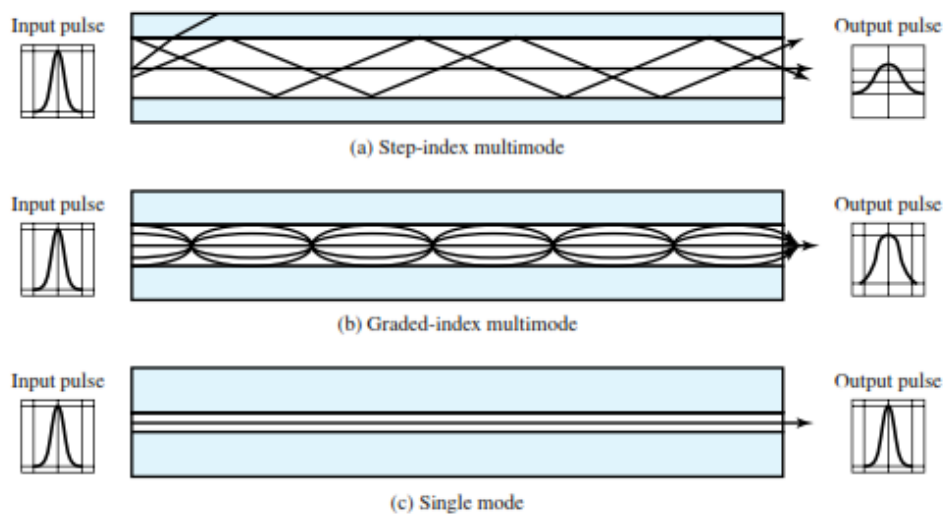 Input pulse
Output pulse
(a) Step-index multimode
Input pulse
Output pulse
(b) Graded-index multimode
Input pulse
Output pulse
(c) Single mode